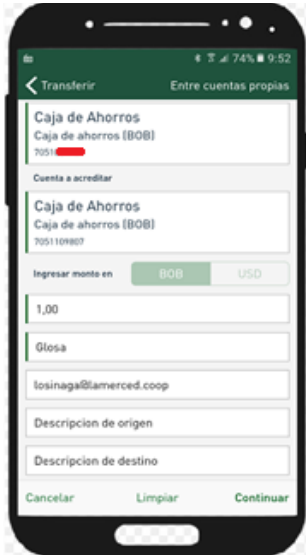 74% 9:52
Transferir Entre cuentas propias
Caja de Ahorros
Caja de ahorros (BOB)
7051
Cuenta a acreditar
Caja de Ahorros
Caja de ahorros (BOB)
7051109807
Ingresar monto en BOB USD
1,00
Glosa
losinaga@lamerced.coop
Descripcion de origen
Descripcion de destino
Cancelar Limpiar Continuar